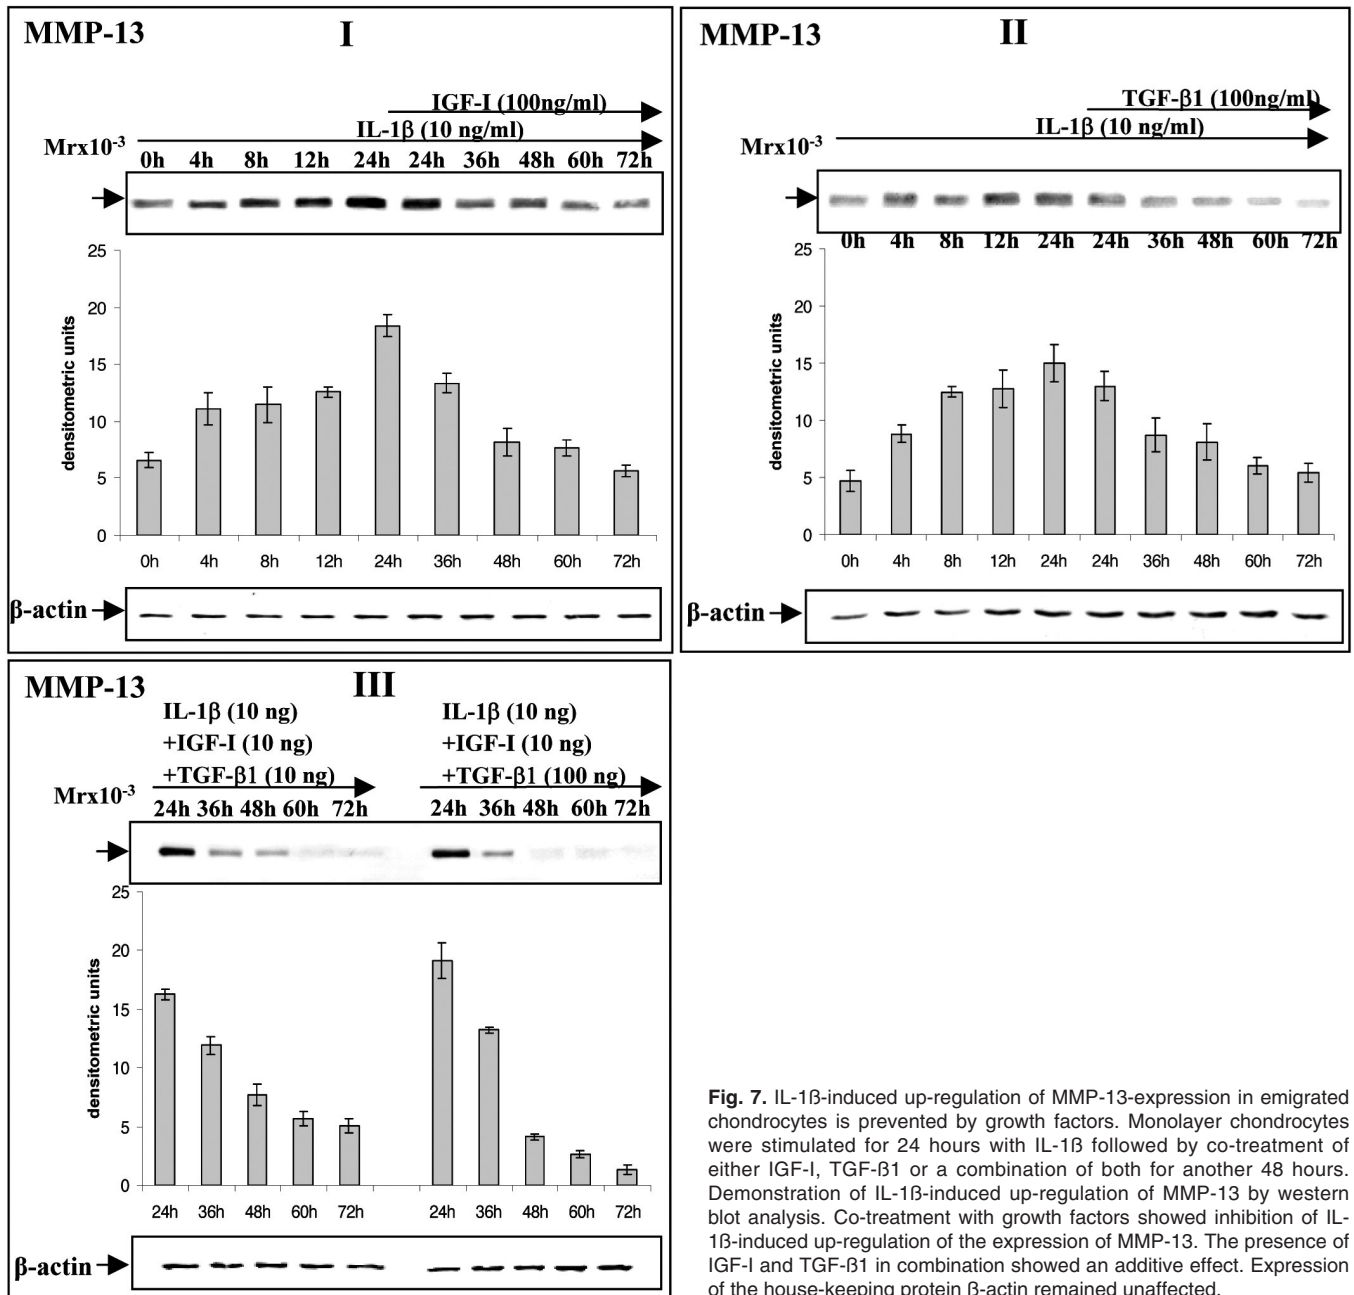 MMP-13 I
IGF-I (100ng/ml)
IL-1β (10 ng/ml)
Mrx10-3
0h 4h 8h 12h 24h 24h 36h 48h 60h 72h
25
20
15
10
5
0
densitometric units
0h 4h 8h 12h 24h 36h 48h 60h 72h
β-actin
MMP-13 II
TGF-β1 (100ng/ml)
IL-1β (10 ng/ml)
Mrx10-3
0h 4h 8h 12h 24h 24h 36h 48h 60h 72h
25
20
15
10
5
0
densitometric units
0h 4h 8h 12h 24h 24h 36h 48h 60h 72h
β-actin
MMP-13 III
IL-1β (10 ng) IL-1β (10 ng)
+IGF-I (10 ng) +IGF-I (10 ng)
+TGF-β1 (10 ng) +TGF-β1 (100 ng)
Mrx10-3
24h 36h 48h 60h 72h 24h 36h 48h 60h 72h
25
20
15
10
5
0
densitometric units
24h 36h 48h 60h 72h 24h 36h 48h 60h 72h
β-actin
Fig. 7. IL-1ß-induced up-regulation of MMP-13-expression in emigrated
chondrocytes is prevented by growth factors. Monolayer chondrocytes
were stimulated for 24 hours with IL-1ß followed by co-treatment of
either IGF-I, TGF-ß1 or a combination of both for another 48 hours.
Demonstration of IL-1ß-induced up-regulation of MMP-13 by western
blot analysis. Co-treatment with growth factors showed inhibition of IL-
1ß-induced up-regulation of the expression of MMP-13. The presence of
IGF-I and TGF-ß1 in combination showed an additive effect. Expression
of the house-keeping protein ß-actin remained unaffected.